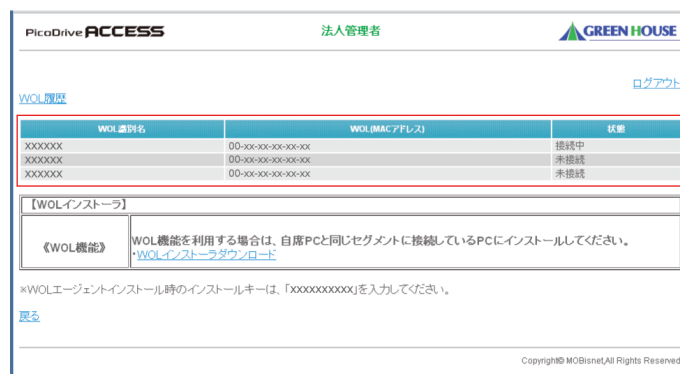 PicoDrive ACCESS 法人管理者 GREEN HOUSE
ログアウト
WOL履歴
WOL識別名 WOL(MACアドレス) 状態
XXXXXX 00-xx-xx-xx-xx-xx 接続中
XXXXXX 00-xx-xx-xx-xx-xx 未接続
XXXXXX 00-xx-xx-xx-xx-xx 未接続
【WOLインストーラ】
《WOL機能》 WOL機能を利用する場合は、自席PCと同じセグメントに接続しているPCにインストールしてください。
・WOLインストーラダウンロード
※WOLエージェントインストール時のインストールキーは、「XXXXXXXXXX」を入力してください。
戻る
Copyright© MOBisnet,All Rights Reserved